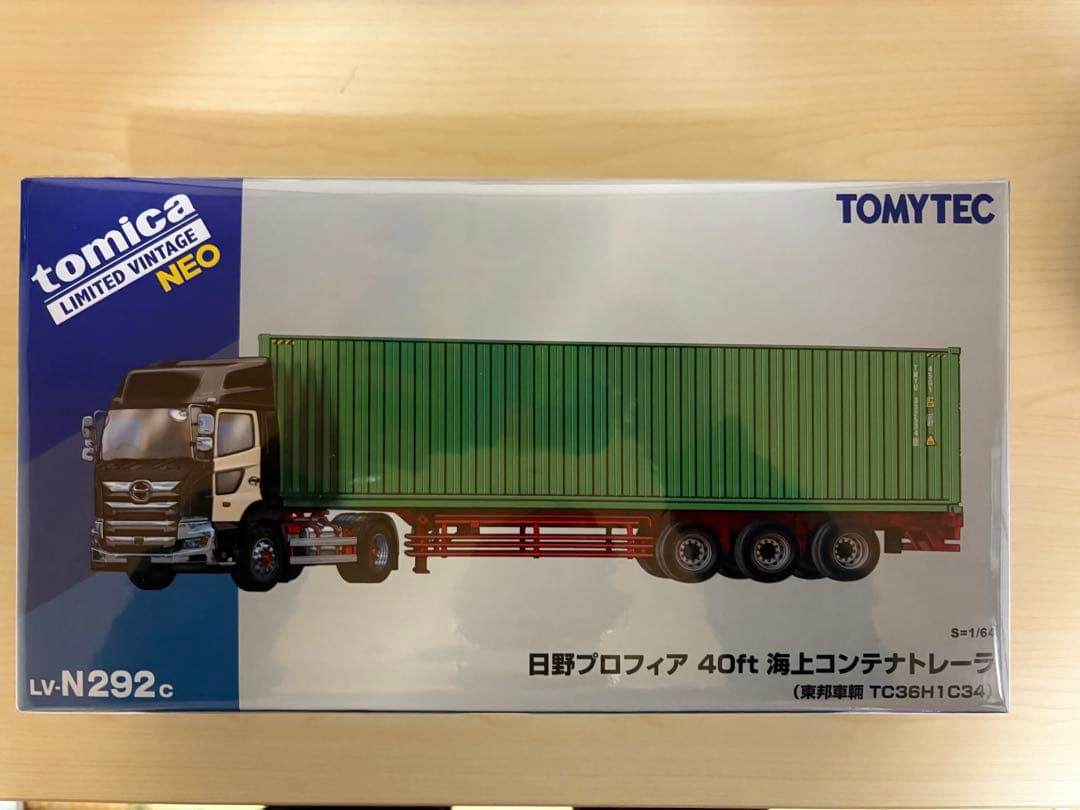 tomica
LIMITED VINTAGE
NEO
TOMYTEC
S=1/64
日野プロフィア 40ft 海上コンテナトレーラ
(東邦車輛 TC36H1C34)
LV-N292c